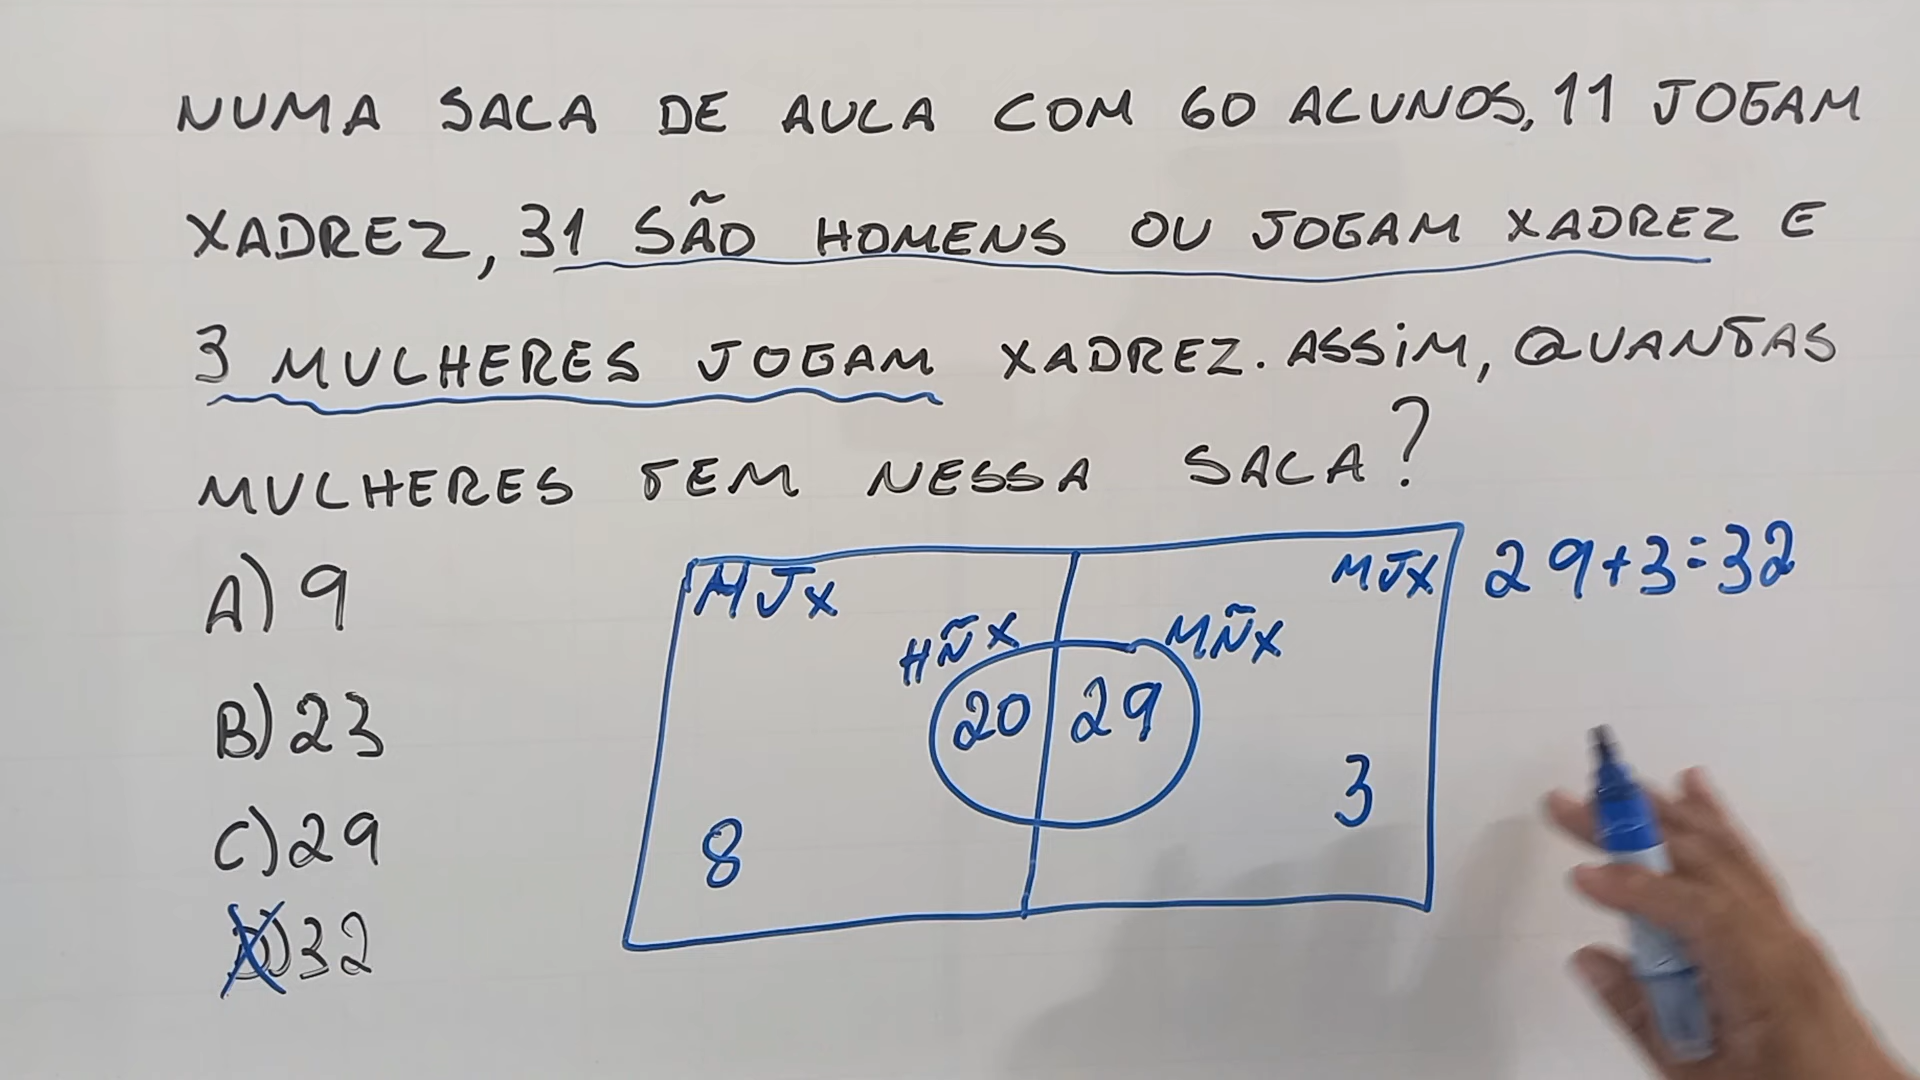 NUMA SALA DE AULA COM 60 ALUNOS, 11 JOGAM
XADREZ, 31 SÃO HOMENS OU JOGAM XADREZ E
3 MULHERES JOGAM XADREZ. ASSIM, QUANTAS
MULHERES TEM NESSA SALA?
A) 9
B) 23
C) 29
D) 32
MJX
HÑX
MÑX
MJX
20
29
8
3
29+3=32